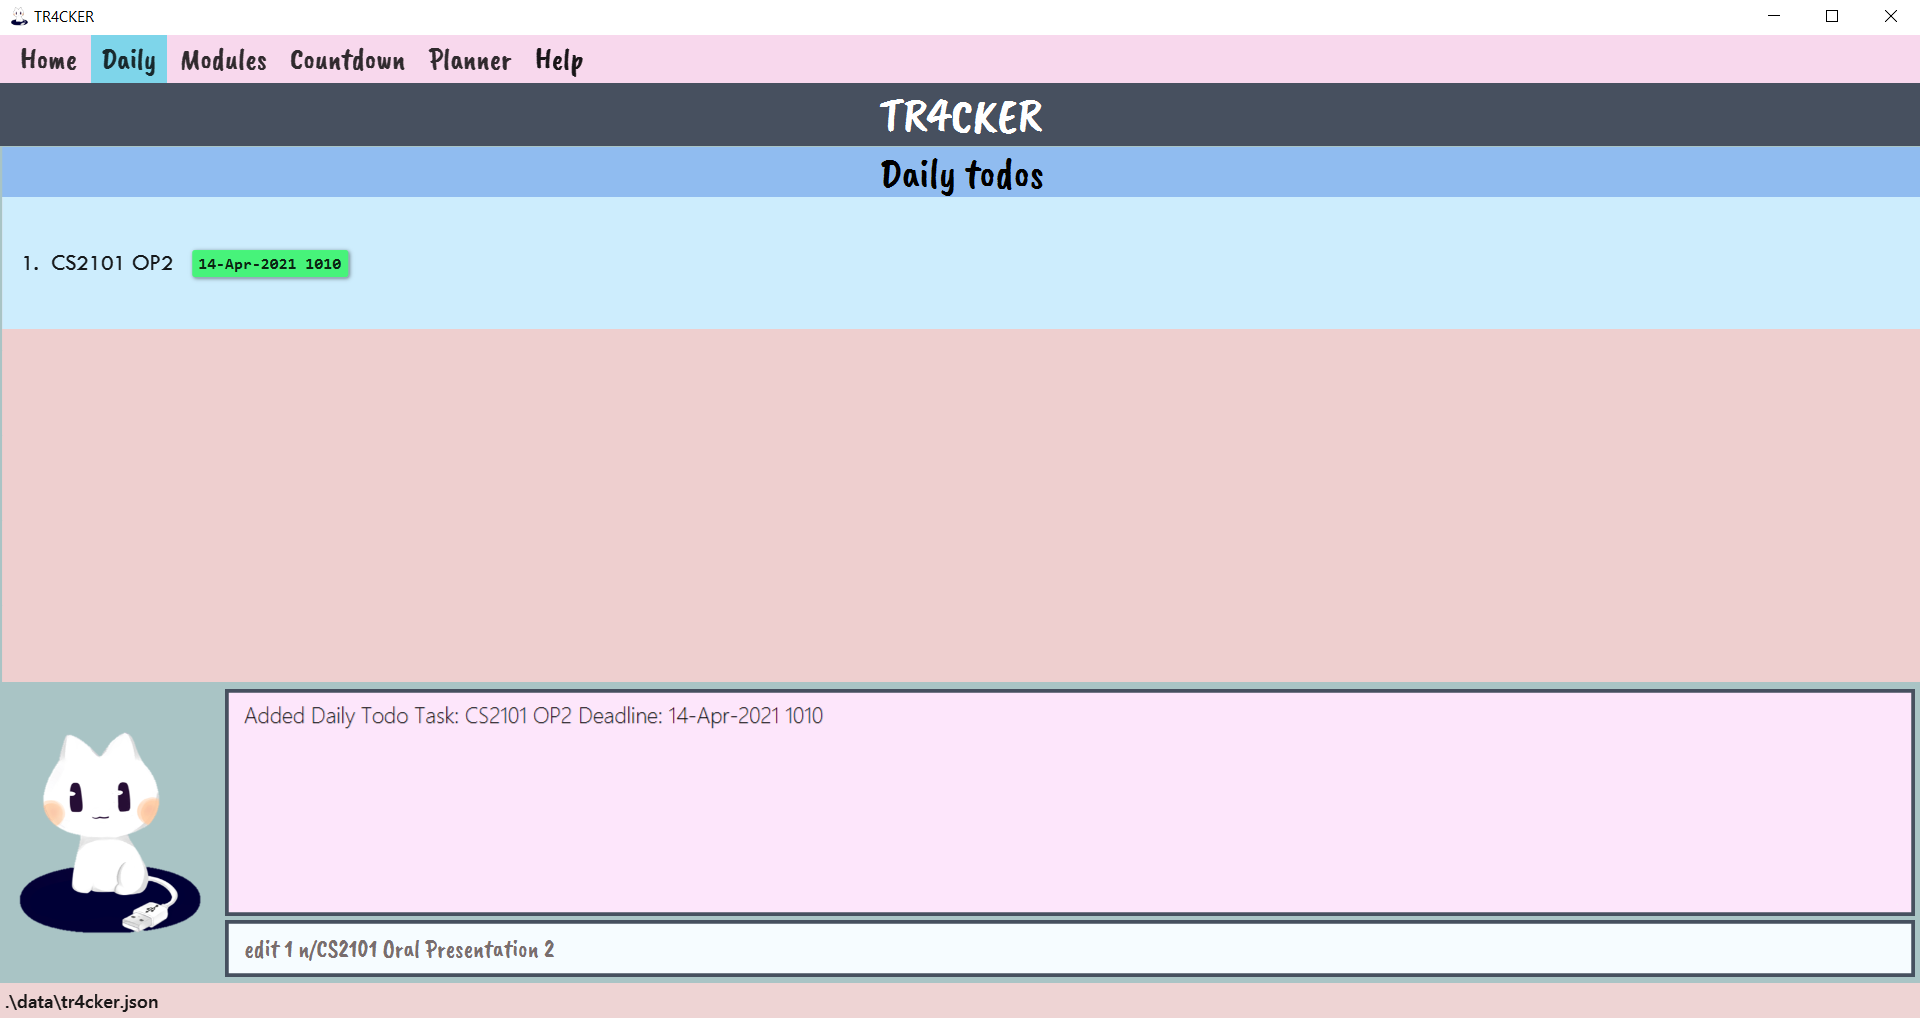 TR4CKER
Home Daily Modules Countdown Planner Help
TR4CKER
Daily todos
1. CS2101 OP2 14-Apr-2021 1010
Added Daily Todo Task: CS2101 OP2 Deadline: 14-Apr-2021 1010
edit 1 n/CS2101 Oral Presentation 2
.\data\tr4cker.json